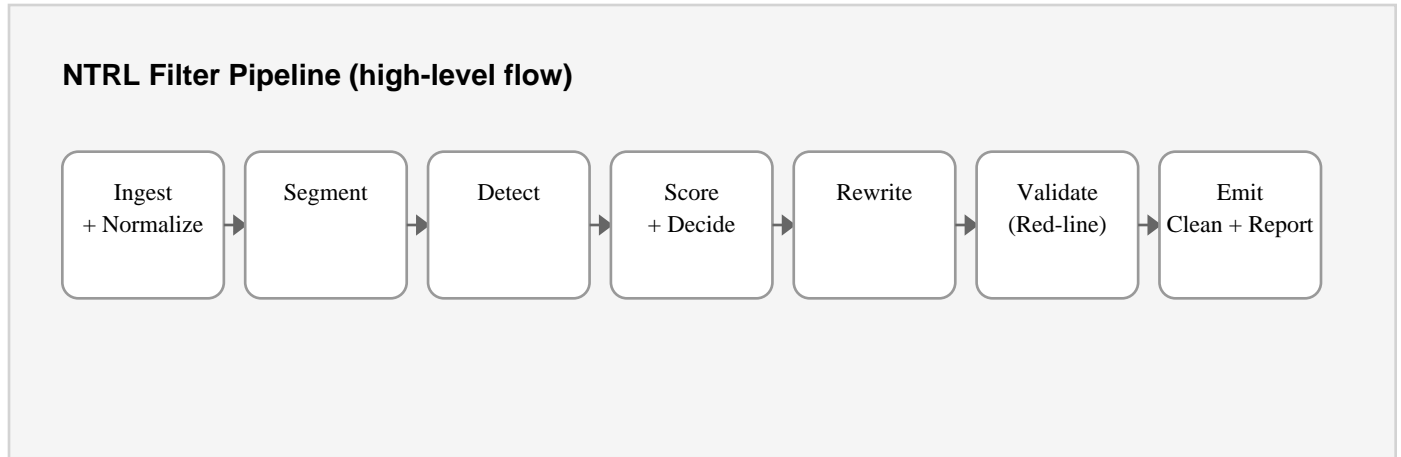 NTRL Filter Pipeline (high-level flow)
Ingest
+ Normalize
Segment
Detect
Score
+ Decide
Rewrite
Validate
(Red-line)
Emit
Clean + Report